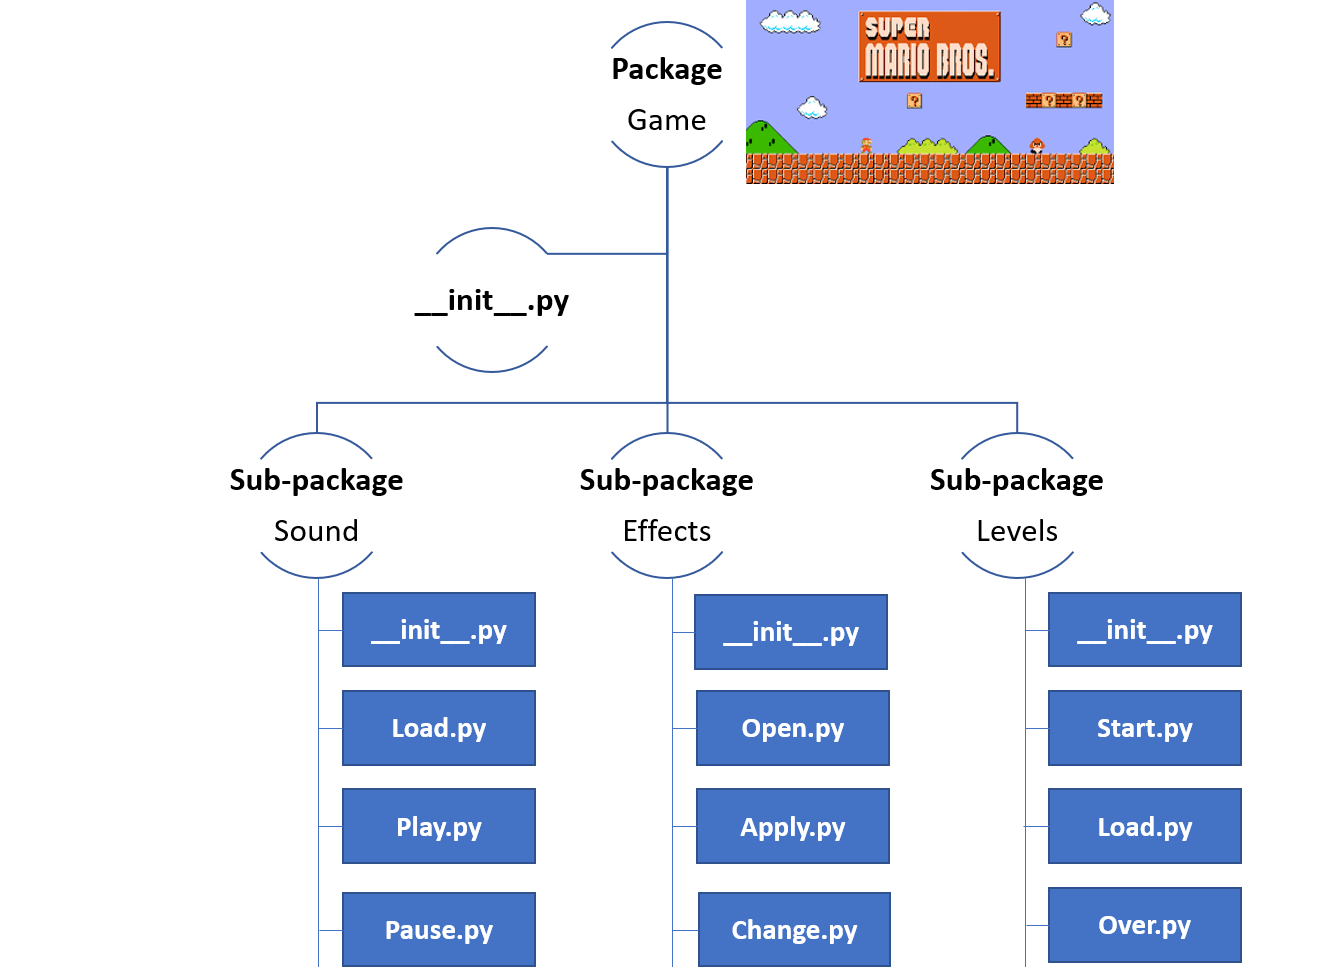 Package
Game
SUPER
MARIO BROS.
?
?
? ?
__init__.py
Sub-package
Sound
Sub-package
Effects
Sub-package
Levels
__init__.py
Load.py
Play.py
Pause.py
__init__.py
Open.py
Apply.py
Change.py
__init__.py
Start.py
Load.py
Over.py